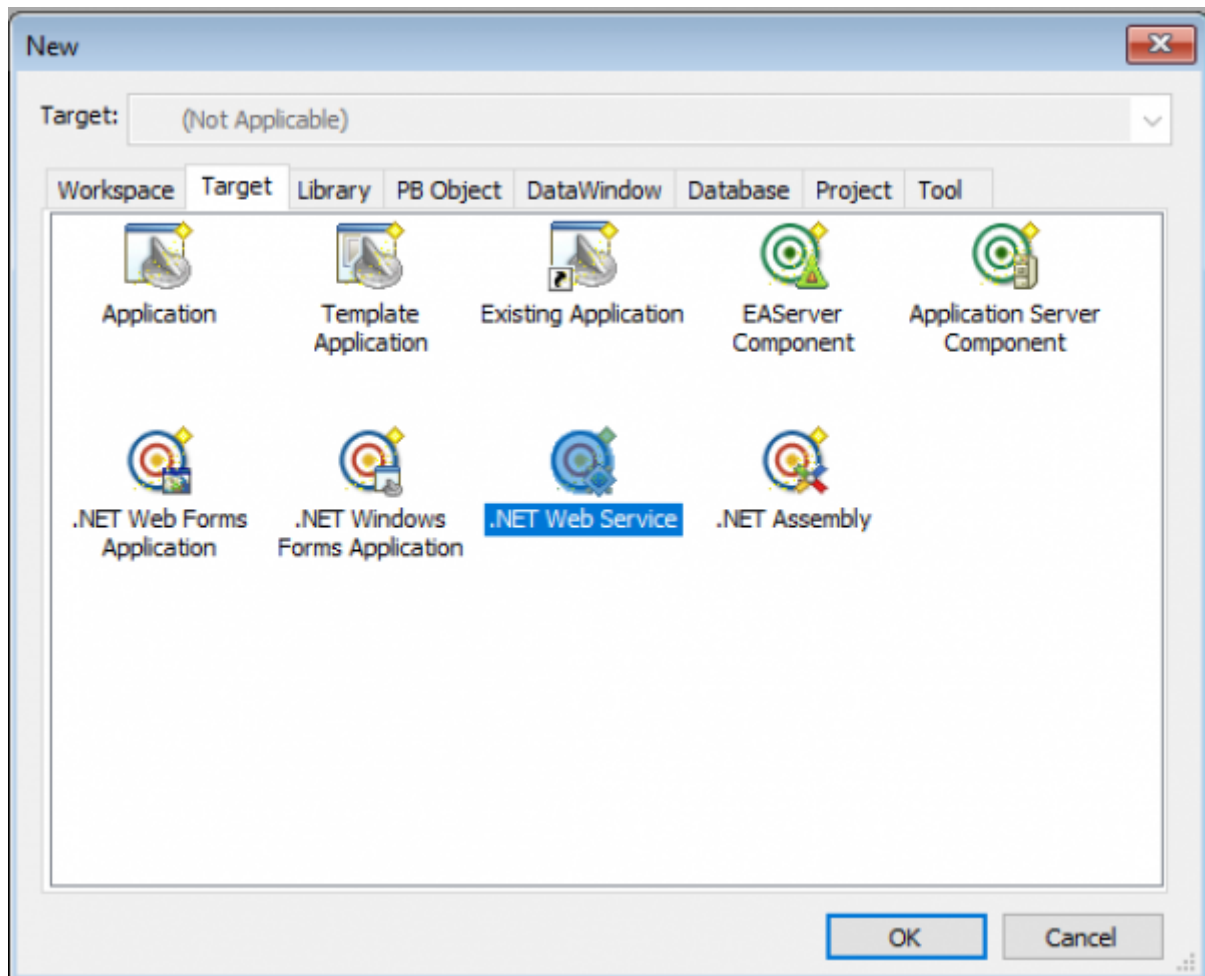 New
Target: (Not Applicable)
Workspace Target Library PB Object DataWindow Database Project Tool
Application
Template
Application
Existing Application
EAServer
Component
Application Server
Component
.NET Web Forms
Application
.NET Windows
Forms Application
.NET Web Service
.NET Assembly
OK Cancel